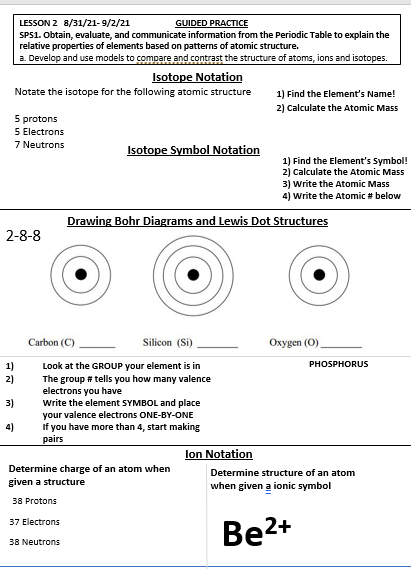 LESSON 2 8/31/21- 9/2/21 GUIDED PRACTICE
SPS1. Obtain, evaluate, and communicate information from the Periodic Table to explain the
relative properties of elements based on patterns of atomic structure.
a. Develop and use models to compare and contrast the structure of atoms, ions and isotopes.
Isotope Notation
Notate the isotope for the following atomic structure
1) Find the Element's Name!
2) Calculate the Atomic Mass
5 protons
5 Electrons
7 Neutrons
Isotope Symbol Notation
1) Find the Element's Symbol!
2) Calculate the Atomic Mass
3) Write the Atomic Mass
4) Write the Atomic # below
Drawing Bohr Diagrams and Lewis Dot Structures
2-8-8
Carbon (C) ________ Silicon (Si) ________ Oxygen (O) ________
1) Look at the GROUP your element is in
2) The group # tells you how many valence
electrons you have
3) Write the element SYMBOL and place
your valence electrons ONE-BY-ONE
4) If you have more than 4, start making
pairs
PHOSPHORUS
Ion Notation
Determine charge of an atom when
given a structure
38 Protons
37 Electrons
38 Neutrons
Determine structure of an atom
when given a ionic symbol
Be²⁺